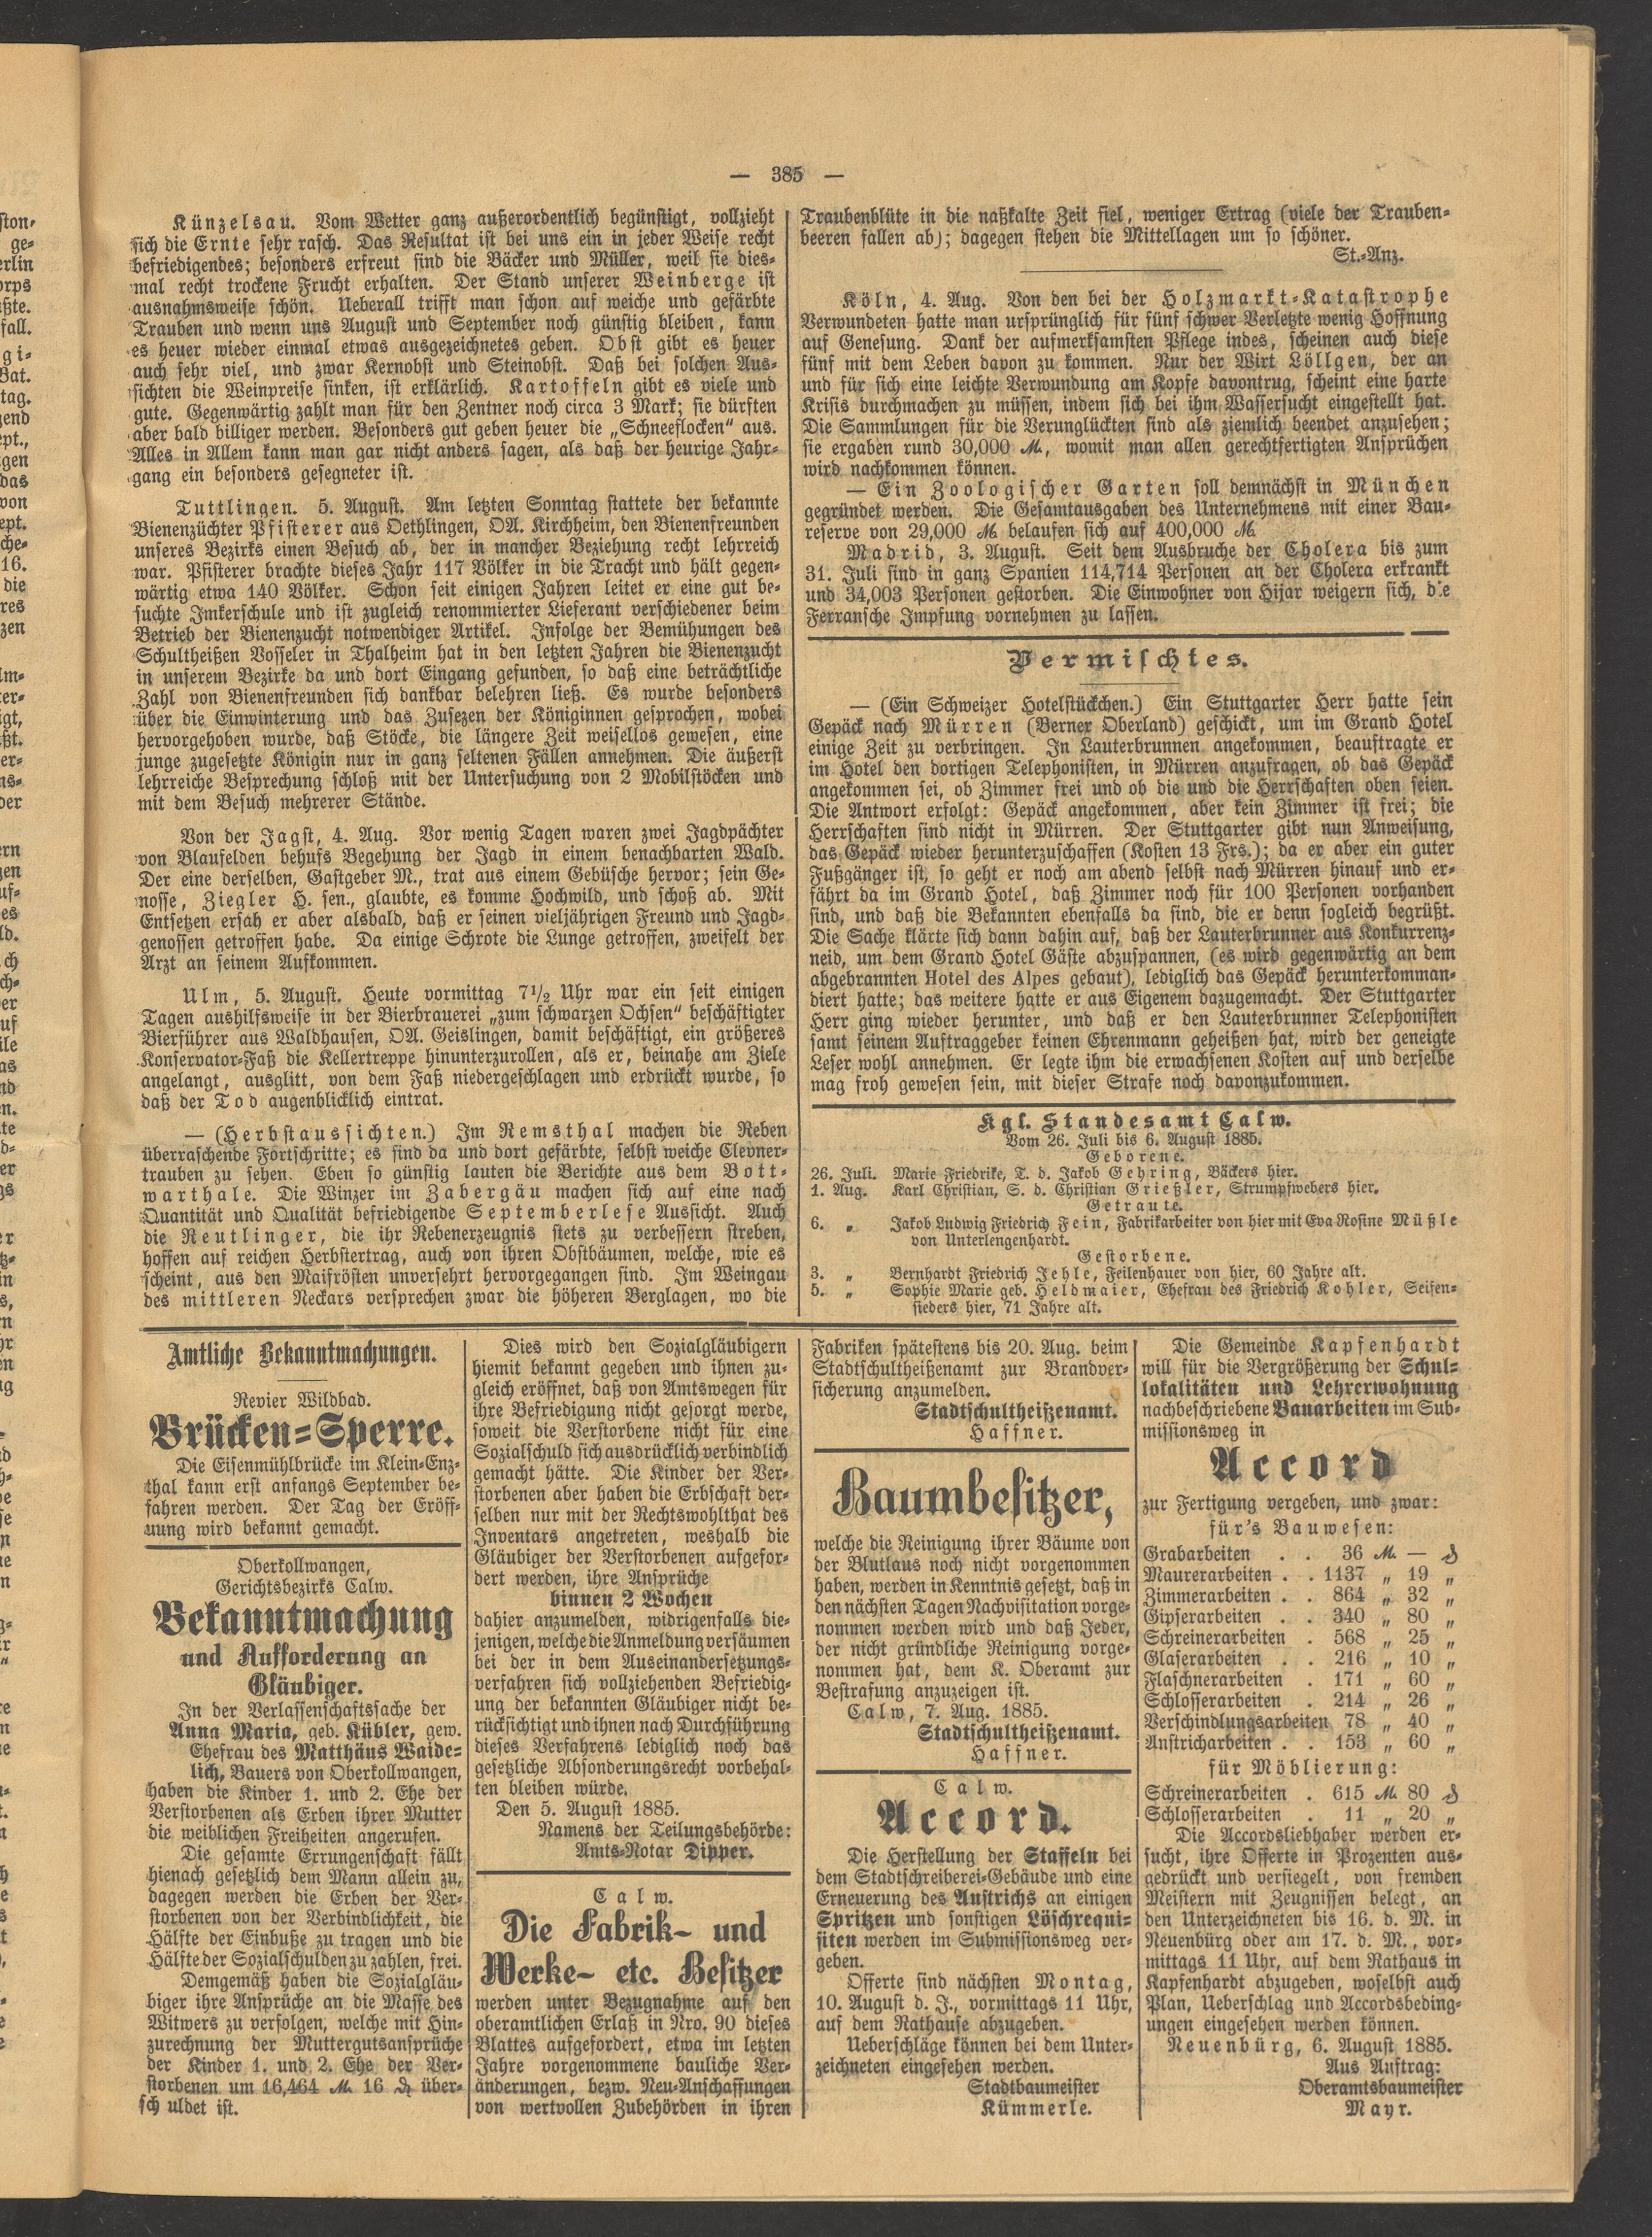 — 385 —
Künzelsau. Vom Wetter ganz außerordentlich begünstigt, vollzieht
sich die Ernte sehr rasch. Das Resultat ist bei uns ein in jeder Weise recht
befriedigendes; besonders erfreut sind die Bäcker und Müller, weil sie dies-
mal recht trockene Frucht erhalten. Der Stand unserer Weinberge ist
ausnahmsweise schön. Ueberall trifft man schon auf weiche und gefärbte
Trauben und wenn uns August und September noch günstig bleiben, kann
es heuer wieder einmal etwas ausgezeichnetes geben. Obst gibt es heuer
auch sehr viel, und zwar Kernobst und Steinobst. Daß bei solchen Aus-
sichten die Weinpreise sinken, ist erklärlich. Kartoffeln gibt es viele und
gute. Gegenwärtig zahlt man für den Zentner noch circa 3 Mark; sie dürften
aber bald billiger werden. Besonders gut geben heuer die „Schneeflocken“ aus.
Alles in Allem kann man gar nicht anders sagen, als daß der heurige Jahr-
gang ein besonders gesegneter ist.
Tuttlingen. 5. August. Am letzten Sonntag stattete der bekannte
Bienenzüchter Pfisterer aus Oethlingen, OA. Kirchheim, den Bienenfreunden
unseres Bezirks einen Besuch ab, der in mancher Beziehung recht lehrreich
war. Pfisterer brachte dieses Jahr 117 Völker in die Tracht und hält gegen-
wärtig etwa 140 Völker. Schon seit einigen Jahren leitet er eine gut be-
suchte Imkerschule und ist zugleich renommierter Lieferant verschiedener beim
Betrieb der Bienenzucht notwendiger Artikel. Infolge der Bemühungen des
Schultheißen Vosseler in Thalheim hat in den letzten Jahren die Bienenzucht
in unserem Bezirke da und dort Eingang gefunden, so daß eine beträchtliche
Zahl von Bienenfreunden sich dankbar belehren ließ. Es wurde besonders
über die Einwinterung und das Zusezen der Königinnen gesprochen, wobei
hervorgehoben wurde, daß Stöcke, die längere Zeit weisellos gewesen, eine
junge zugesetzte Königin nur in ganz seltenen Fällen annehmen. Die äußerst
lehrreiche Besprechung schloß mit der Untersuchung von 2 Mobilstöcken und
mit dem Besuch mehrerer Stände.
Von der Jagst, 4. Aug. Vor wenig Tagen waren zwei Jagdpächter
von Blaufelden behufs Begehung der Jagd in einem benachbarten Wald.
Der eine derselben, Gastgeber M., trat aus einem Gebüsche hervor; sein Ge-
nosse, Ziegler H. sen., glaubte, es komme Hochwild, und schoß ab. Mit
Entsetzen ersah er aber alsbald, daß er seinen vieljährigen Freund und Jagd-
genossen getroffen habe. Da einige Schrote die Lunge getroffen, zweifelt der
Arzt an seinem Aufkommen.
Ulm, 5. August. Heute vormittag 7½ Uhr war ein seit einigen
Tagen aushilfsweise in der Bierbrauerei „zum schwarzen Ochsen“ beschäftigter
Bierführer aus Waldhausen, OA. Geislingen, damit beschäftigt, ein größeres
Konservator-Faß die Kellertreppe hinunterzurollen, als er, beinahe am Ziele
angelangt, ausglitt, von dem Faß niedergeschlagen und erdrückt wurde, so
daß der Tod augenblicklich eintrat.
— (Herbstaussichten.) Im Remsthal machen die Reben
überraschende Fortschritte; es sind da und dort gefärbte, selbst weiche Clevner-
trauben zu sehen. Eben so günstig lauten die Berichte aus dem Bott-
warthale. Die Winzer im Zabergäu machen sich auf eine nach
Quantität und Qualität befriedigende Septemberlese Aussicht. Auch
die Reutlinger, die ihr Rebenerzeugnis stets zu verbessern streben,
hoffen auf reichen Herbstertrag, auch von ihren Obstbäumen, welche, wie es
scheint, aus den Maifrösten unversehrt hervorgegangen sind. Im Weingau
des mittleren Neckars versprechen zwar die höheren Berglagen, wo die
Traubenblüte in die naßkalte Zeit fiel, weniger Ertrag (viele der Trauben-
beeren fallen ab); dagegen stehen die Mittellagen um so schöner.
St.-Anz.
Köln, 4. Aug. Von den bei der Holzmarkt-Katastrophe
Verwundeten hatte man ursprünglich für fünf schwer Verletzte wenig Hoffnung
auf Genesung. Dank der aufmerksamsten Pflege indes, scheinen auch diese
fünf mit dem Leben davon zu kommen. Nur der Wirt Löllgen, der an
und für sich eine leichte Verwundung am Kopfe davontrug, scheint eine harte
Krisis durchmachen zu müssen, indem sich bei ihm Wassersucht eingestellt hat.
Die Sammlungen für die Verunglückten sind als ziemlich beendet anzusehen;
sie ergaben rund 30,000 M., womit man allen gerechtfertigten Ansprüchen
wird nachkommen können.
— Ein Zoologischer Garten soll demnächst in München
gegründet werden. Die Gesamtausgaben des Unternehmens mit einer Bau-
reserve von 29,000 M. belaufen sich auf 400,000 M.
Madrid, 3. August. Seit dem Ausbruche der Cholera bis zum
31. Juli sind in ganz Spanien 114,714 Personen an der Cholera erkrankt
und 34,003 Personen gestorben. Die Einwohner von Hijar weigern sich, die
Ferransche Impfung vornehmen zu lassen.
Vermischtes.
— (Ein Schweizer Hotelstückchen.) Ein Stuttgarter Herr hatte sein
Gepäck nach Mürren (Berner Oberland) geschickt, um im Grand Hotel
einige Zeit zu verbringen. In Lauterbrunnen angekommen, beauftragte er
im Hotel den dortigen Telephonisten, in Mürren anzufragen, ob das Gepäck
angekommen sei, ob Zimmer frei und ob die und die Herrschaften oben seien.
Die Antwort erfolgt: Gepäck angekommen, aber kein Zimmer ist frei; die
Herrschaften sind nicht in Mürren. Der Stuttgarter gibt nun Anweisung,
das Gepäck wieder herunterzuschaffen (Kosten 13 Frs.); da er aber ein guter
Fußgänger ist, so geht er noch am abend selbst nach Mürren hinauf und er-
fährt da im Grand Hotel, daß Zimmer noch für 100 Personen vorhanden
sind, und daß die Bekannten ebenfalls da sind, die er denn sogleich begrüßt.
Die Sache klärte sich dann dahin auf, daß der Lauterbrunner aus Konkurrenz-
neid, um dem Grand Hotel Gäste abzuspannen, (es wird gegenwärtig an dem
abgebrannten Hotel des Alpes gebaut), lediglich das Gepäck herunterkomman-
diert hatte; das weitere hatte er aus Eigenem dazugemacht. Der Stuttgarter
Herr ging wieder herunter, und daß er den Lauterbrunner Telephonisten
samt seinem Auftraggeber keinen Ehrenmann geheißen hat, wird der geneigte
Leser wohl annehmen. Er legte ihm die erwachsenen Kosten auf und derselbe
mag froh gewesen sein, mit dieser Strafe noch davonzukommen.
Kgl. Standesamt Calw.
Vom 26. Juli bis 6. August 1885.
Geborene.
26. Juli. Marie Friedrike, T. d. Jakob Gehring, Bäckers hier.
1. Aug. Karl Christian, S. d. Christian Grießler, Strumpfwebers hier.
Getraute.
6. „ Jakob Ludwig Friedrich Fein, Fabrikarbeiter von hier mit Eva Rosine Müßle
von Unterlengenhardt.
Gestorbene.
3. „ Bernhardt Friedrich Jehle, Feilenhauer von hier, 60 Jahre alt.
5. „ Sophie Marie geb. Heldmaier, Ehefrau des Friedrich Kohler, Seifen-
sieders hier, 71 Jahre alt.
Amtliche Bekanntmachungen.
Revier Wildbad.
Brücken-Sperre.
Die Eisenmühlbrücke im Klein-Enz-
thal kann erst anfangs September be-
fahren werden. Der Tag der Eröff-
nung wird bekannt gemacht.
Oberkollwangen,
Gerichtsbezirks Calw.
Bekanntmachung
und Aufforderung an
Gläubiger.
In der Verlassenschaftssache der
Anna Maria, geb. Kübler, gew.
Ehefrau des Matthäus Waide-
lich, Bauers von Oberkollwangen,
haben die Kinder 1. und 2. Ehe der
Verstorbenen als Erben ihrer Mutter
die weiblichen Freiheiten angerufen.
Die gesamte Errungenschaft fällt
hienach gesetzlich dem Mann allein zu,
dagegen werden die Erben der Ver-
storbenen von der Verbindlichkeit, die
Hälfte der Einbuße zu tragen und die
Hälfte der Sozialschulden zu zahlen, frei.
Demgemäß haben die Sozialgläu-
biger ihre Ansprüche an die Masse des
Witwers zu verfolgen, welche mit Hin-
zurechnung der Muttergutsansprüche
der Kinder 1. und 2. Ehe der Ver-
storbenen um 16,464 M. 16 ₰ über-
sch uldet ist.
Dies wird den Sozialgläubigern
hiemit bekannt gegeben und ihnen zu-
gleich eröffnet, daß von Amtswegen für
ihre Befriedigung nicht gesorgt werde,
soweit die Verstorbene nicht für eine
Sozialschuld sich ausdrücklich verbindlich
gemacht hätte. Die Kinder der Ver-
storbenen aber haben die Erbschaft der-
selben nur mit der Rechtswohlthat des
Inventars angetreten, weshalb die
Gläubiger der Verstorbenen aufgefor-
dert werden, ihre Ansprüche
binnen 2 Wochen
dahier anzumelden, widrigenfalls die-
jenigen, welche die Anmeldung versäumen
bei der in dem Auseinandersetzungs-
verfahren sich vollziehenden Befriedig-
ung der bekannten Gläubiger nicht be-
rücksichtigt und ihnen nach Durchführung
dieses Verfahrens lediglich noch das
gesetzliche Absonderungsrecht vorbehal-
ten bleiben würde.
Den 5. August 1885.
Namens der Teilungsbehörde:
Amts-Notar Dipper.
Calw.
Die Fabrik- und
Werke- etc. Besitzer
werden unter Bezugnahme auf den
oberamtlichen Erlaß in Nro. 90 dieses
Blattes aufgefordert, etwa im letzten
Jahre vorgenommene bauliche Ver-
änderungen, bezw. Neu-Anschaffungen
von wertvollen Zubehörden in ihren
Fabriken spätestens bis 20. Aug. beim
Stadtschultheißenamt zur Brandver-
sicherung anzumelden.
Stadtschultheißenamt.
Haffner.
Baumbesitzer,
welche die Reinigung ihrer Bäume von
der Blutlaus noch nicht vorgenommen
haben, werden in Kenntnis gesetzt, daß in
den nächsten Tagen Nachvisitation vorge-
nommen werden wird und daß Jeder,
der nicht gründliche Reinigung vorge-
nommen hat, dem K. Oberamt zur
Bestrafung anzuzeigen ist.
Calw, 7. Aug. 1885.
Stadtschultheißenamt.
Haffner.
Calw.
Accord.
Die Herstellung der Staffeln bei
dem Stadtschreiberei-Gebäude und eine
Erneuerung des Anstrichs an einigen
Spritzen und sonstigen Löschrequi-
siten werden im Submissionsweg ver-
geben.
Offerte sind nächsten Montag,
10. August d. J., vormittags 11 Uhr,
auf dem Rathause abzugeben.
Ueberschläge können bei dem Unter-
zeichneten eingesehen werden.
Stadtbaumeister
Kümmerle.
Die Gemeinde Kapfenhardt
will für die Vergrößerung der Schul-
lokalitäten und Lehrerwohnung
nachbeschriebene Bauarbeiten im Sub-
missionsweg in
Accord
zur Fertigung vergeben, und zwar:
für's Bauwesen:
Grabarbeiten . . 36 M. — ₰
Maurerarbeiten . . 1137 „ 19 „
Zimmerarbeiten . . 864 „ 32 „
Gipserarbeiten . . 340 „ 80 „
Schreinerarbeiten . 568 „ 25 „
Glaserarbeiten . . 216 „ 10 „
Flaschnerarbeiten . 171 „ 60 „
Schlosserarbeiten . 214 „ 26 „
Verschindlungsarbeiten 78 „ 40 „
Anstricharbeiten . . 153 „ 60 „
für Möblierung:
Schreinerarbeiten . 615 M. 80 ₰
Schlosserarbeiten . 11 „ 20 „
Die Accordsliebhaber werden er-
sucht, ihre Offerte in Prozenten aus-
gedrückt und versiegelt, von fremden
Meistern mit Zeugnissen belegt, an
den Unterzeichneten bis 16. d. M. in
Neuenbürg oder am 17. d. M., vor-
mittags 11 Uhr, auf dem Rathaus in
Kapfenhardt abzugeben, woselbst auch
Plan, Ueberschlag und Accordsbeding-
ungen eingesehen werden können.
Neuenbürg, 6. August 1885.
Aus Auftrag:
Oberamtsbaumeister
Mayr.